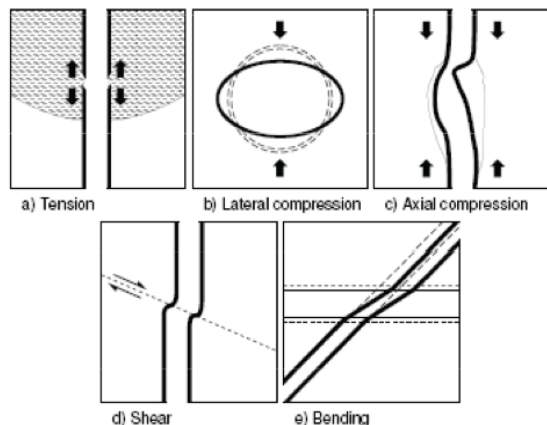 a) Tension
b) Lateral compression
c) Axial compression
d) Shear
e) Bending